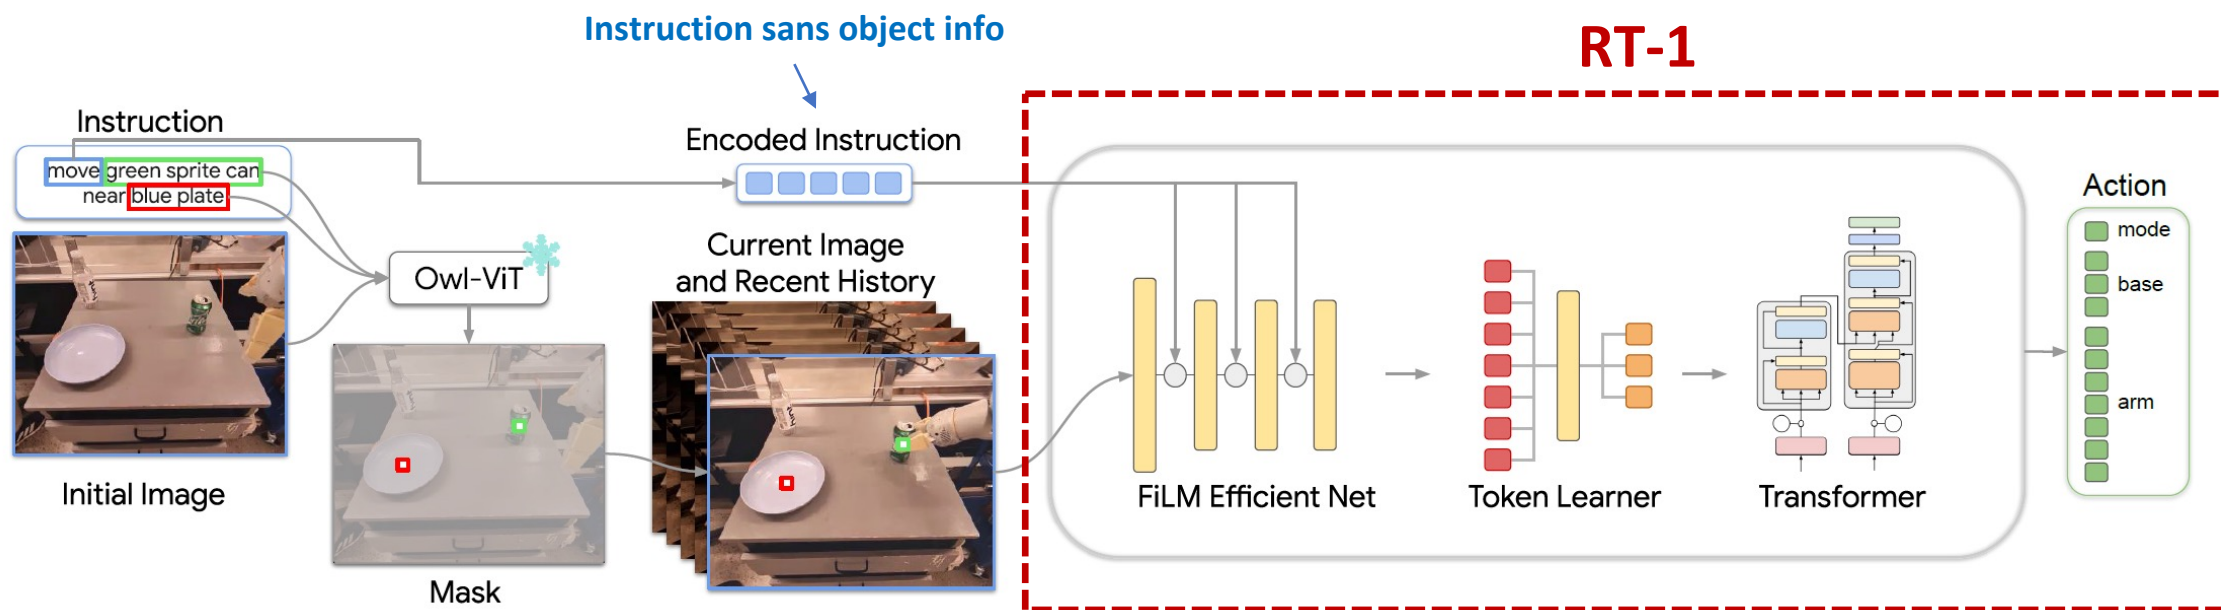 Instruction sans object info
RT-1
Instruction
move green sprite can
near blue plate
Encoded Instruction
Action
mode
base
arm
Current Image
and Recent History
Owl-ViT
Initial Image
Mask
FiLM Efficient Net
Token Learner
Transformer